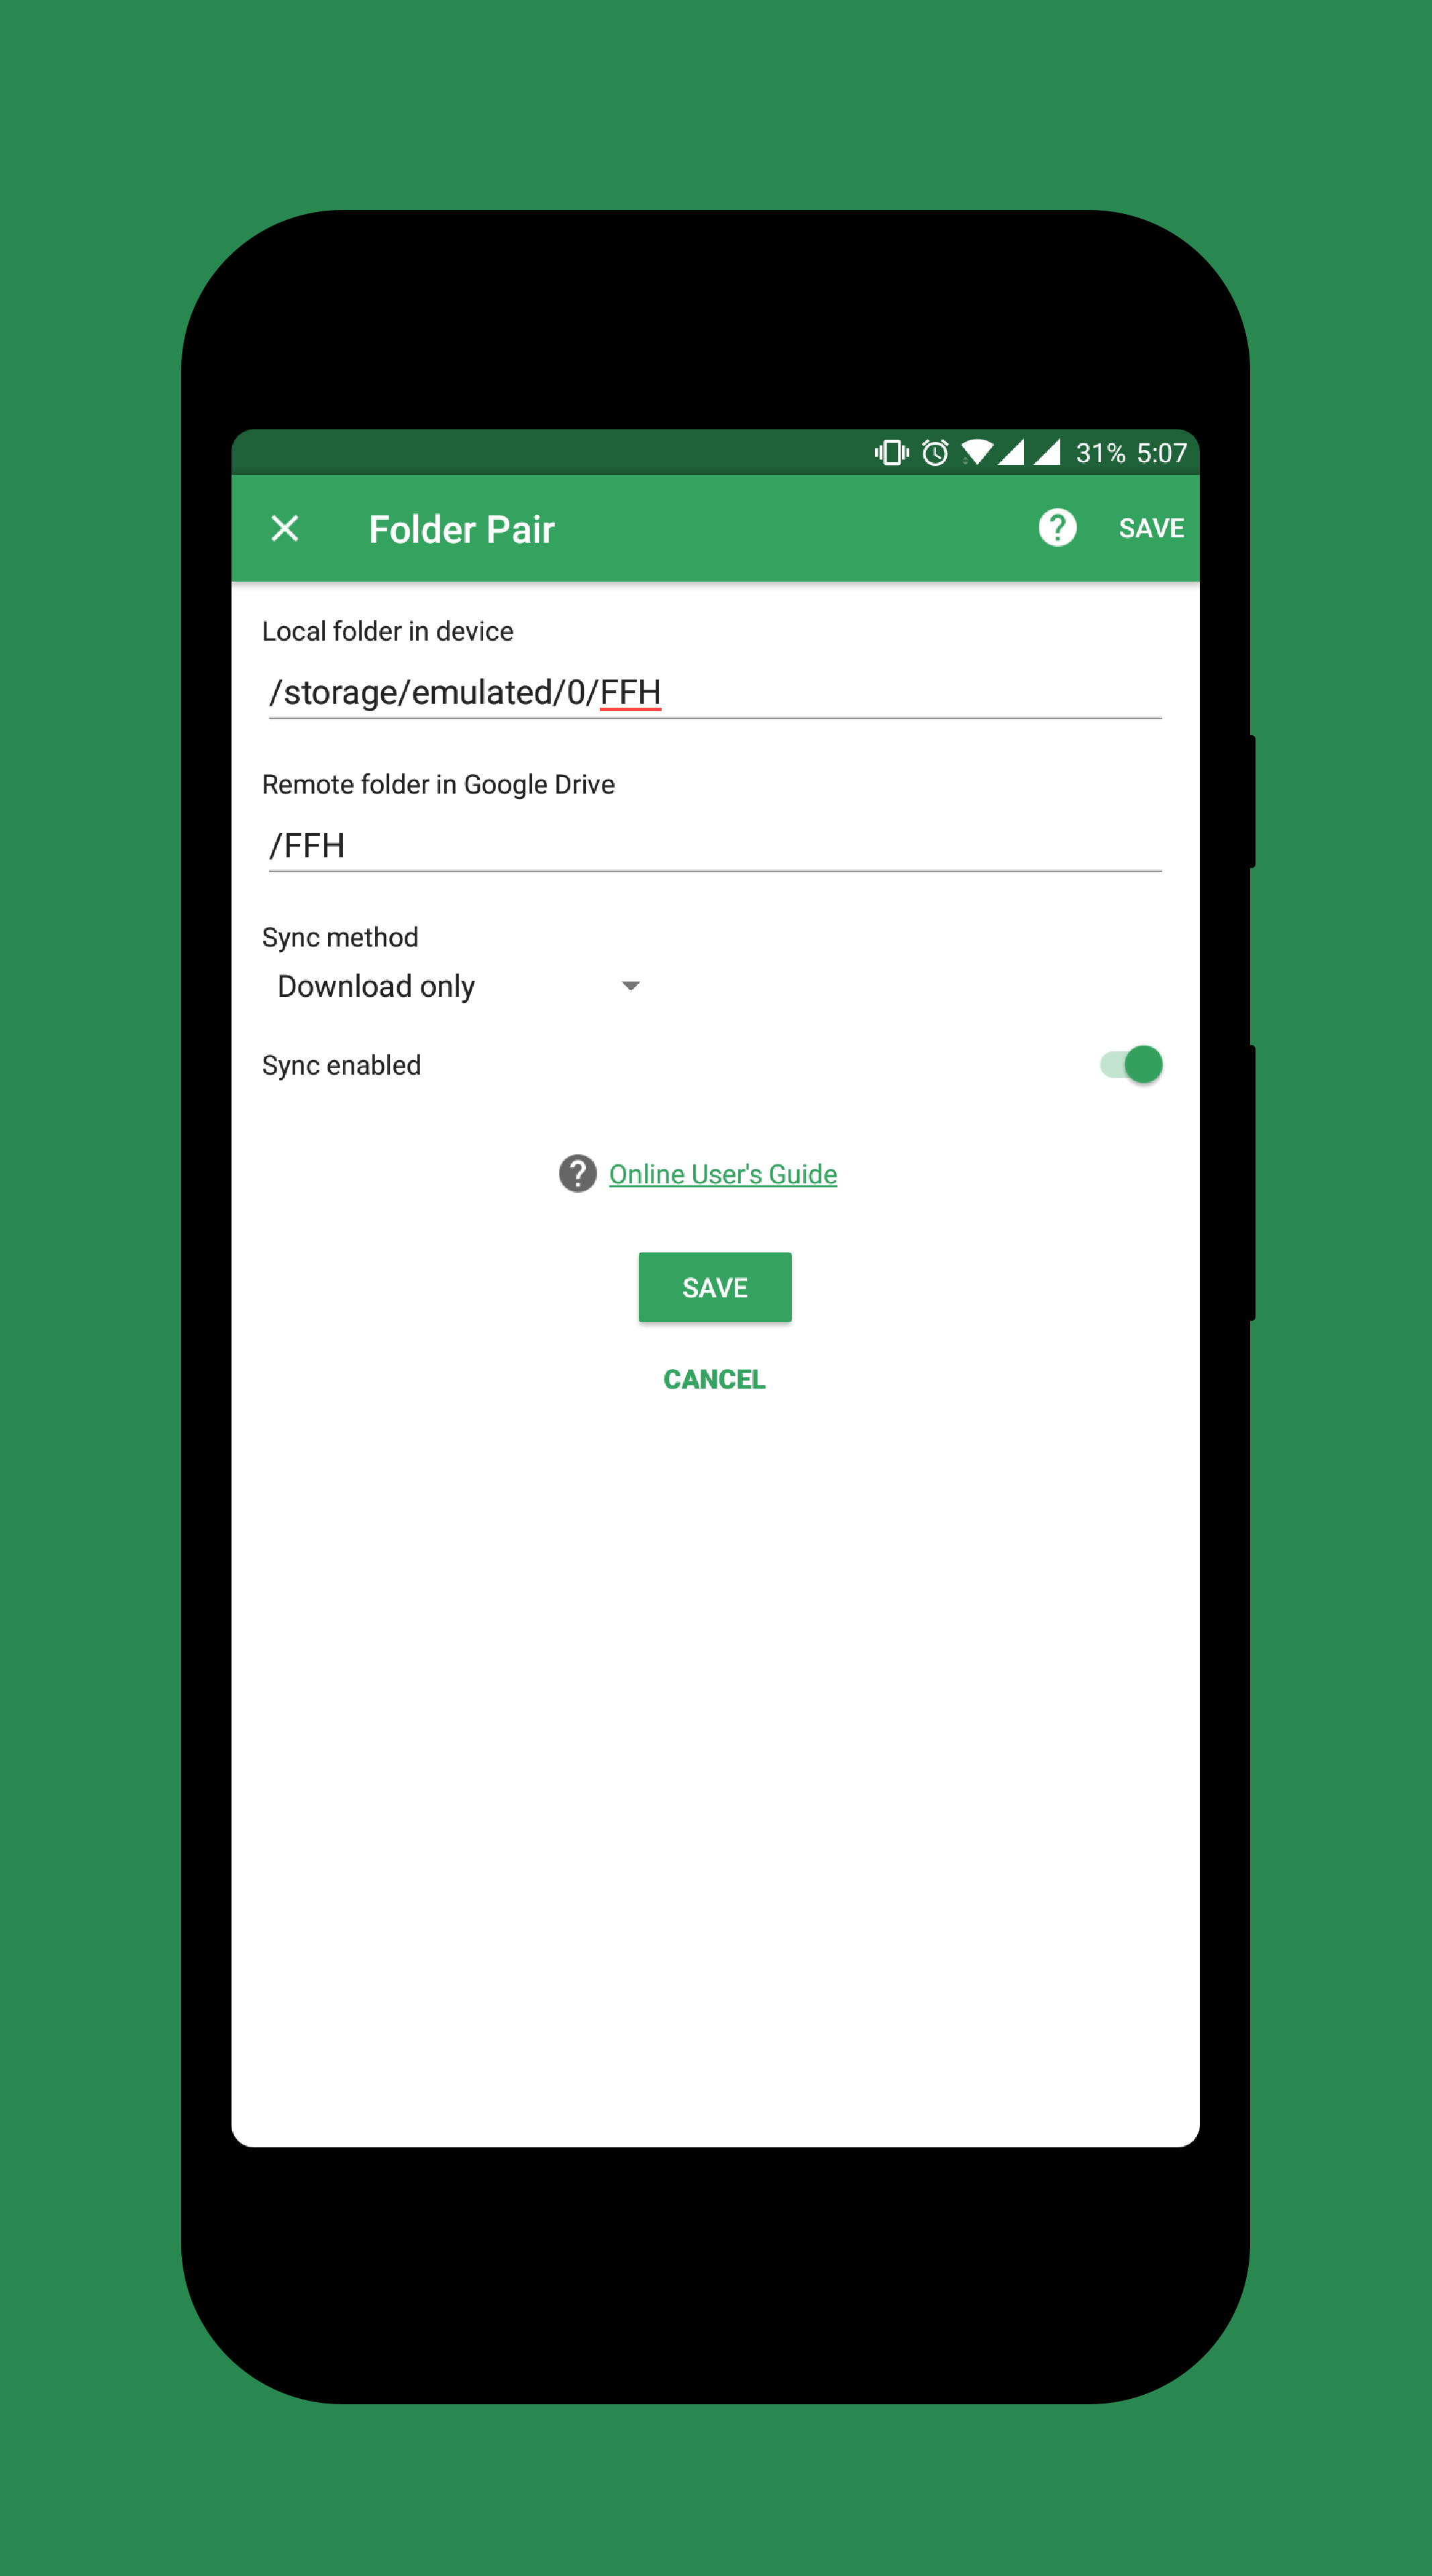 31% 5:07
Folder Pair
SAVE
Local folder in device
/storage/emulated/0/FFH
Remote folder in Google Drive
/FFH
Sync method
Download only
Sync enabled
Online User's Guide
SAVE
CANCEL